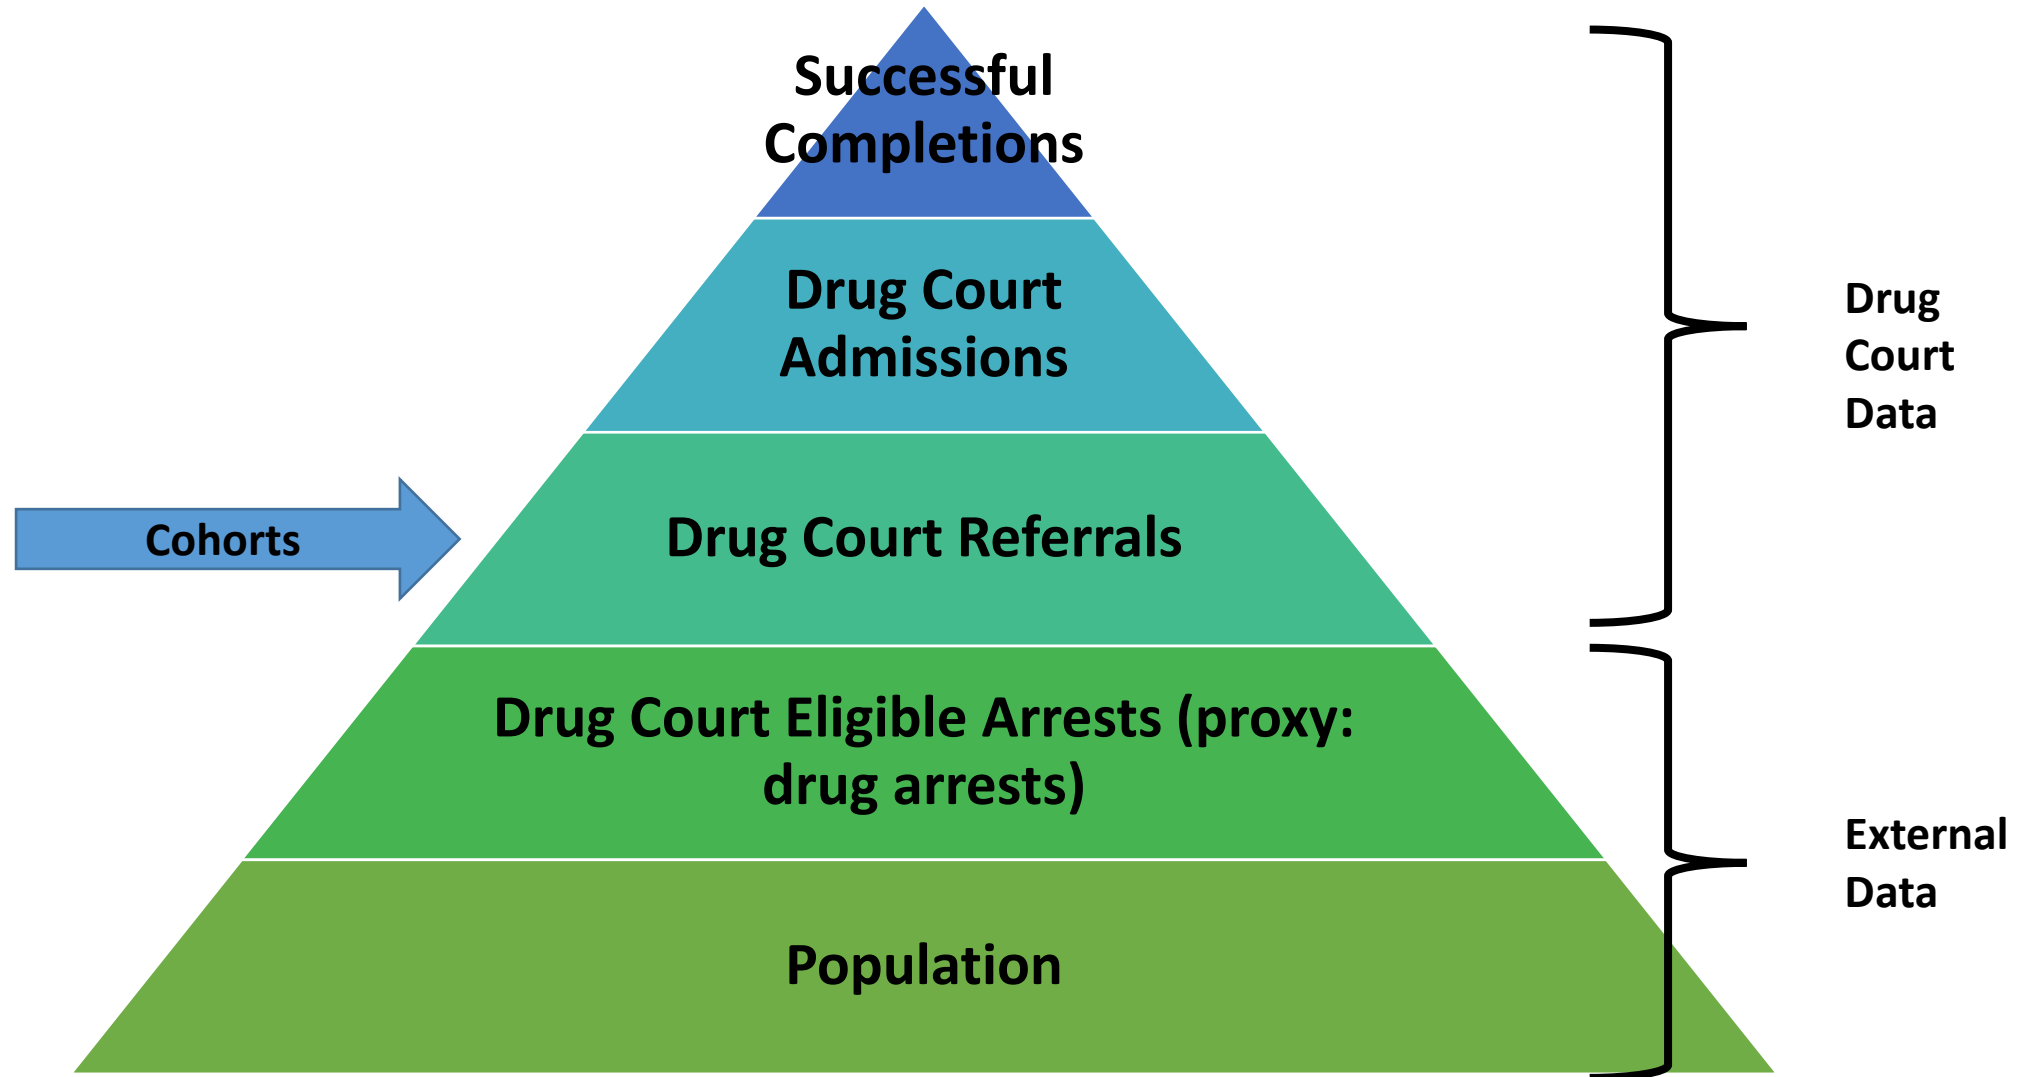 Successful
Completions
Drug Court
Admissions
Drug
Court
Data
Cohorts
Drug Court Referrals
Drug Court Eligible Arrests (proxy:
drug arrests)
External
Data
Population